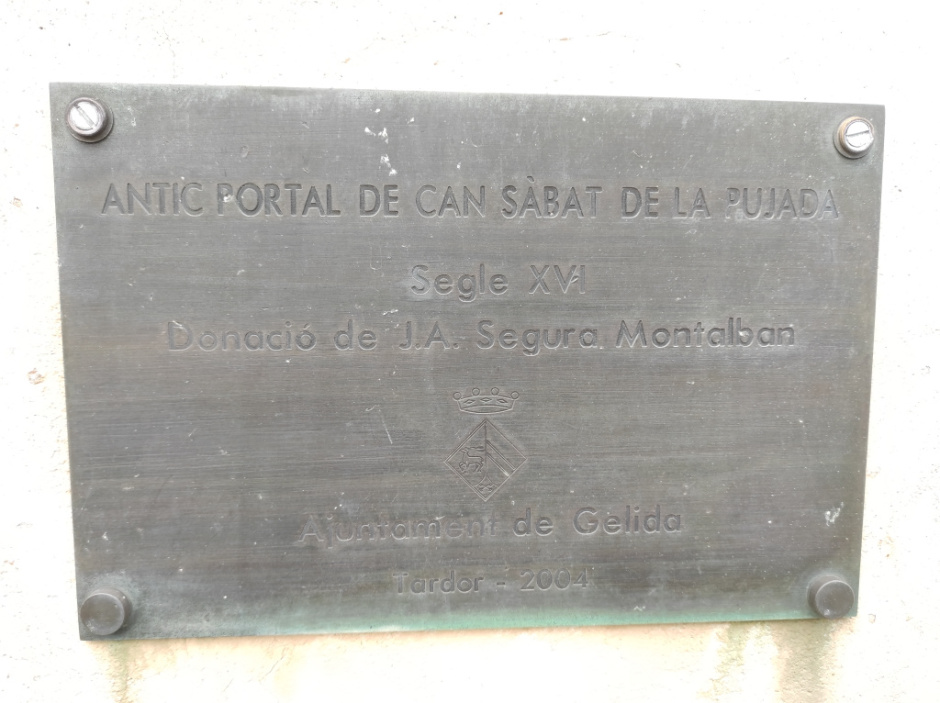 ANTIC PORTAL DE CAN SÀBAT DE LA PUJADA
Segle XVI
Donació de J.A. Segura Montalban
Ajuntament de Gelida
Tardor - 2004